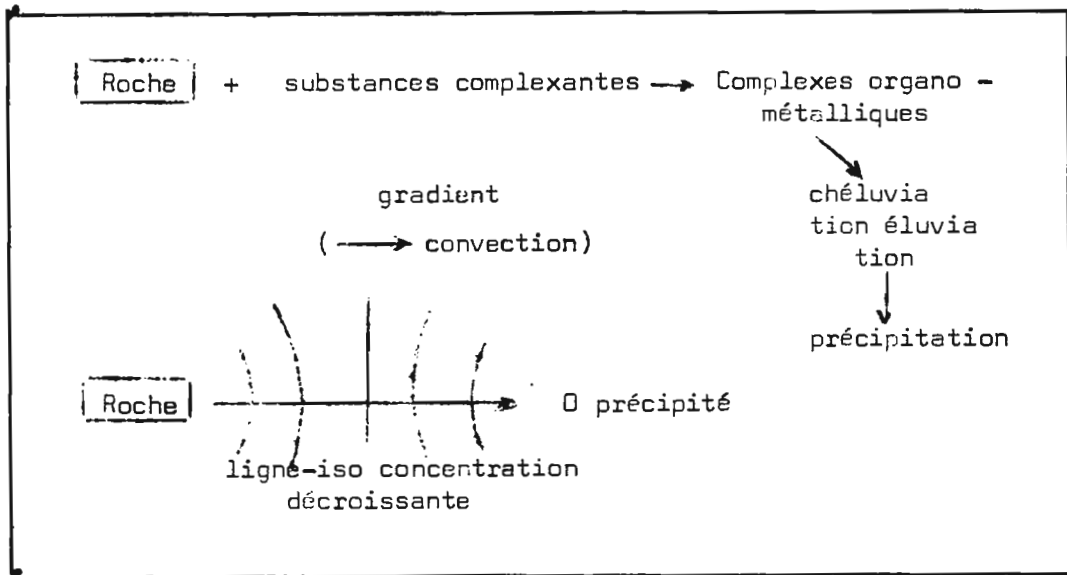 Roche + substances complexantes → Complexes organo -
métalliques
gradient
chéluvia
tion éluvia
tion
( → convection)
précipitation
Roche O précipité
ligne-iso concentration
décroissante